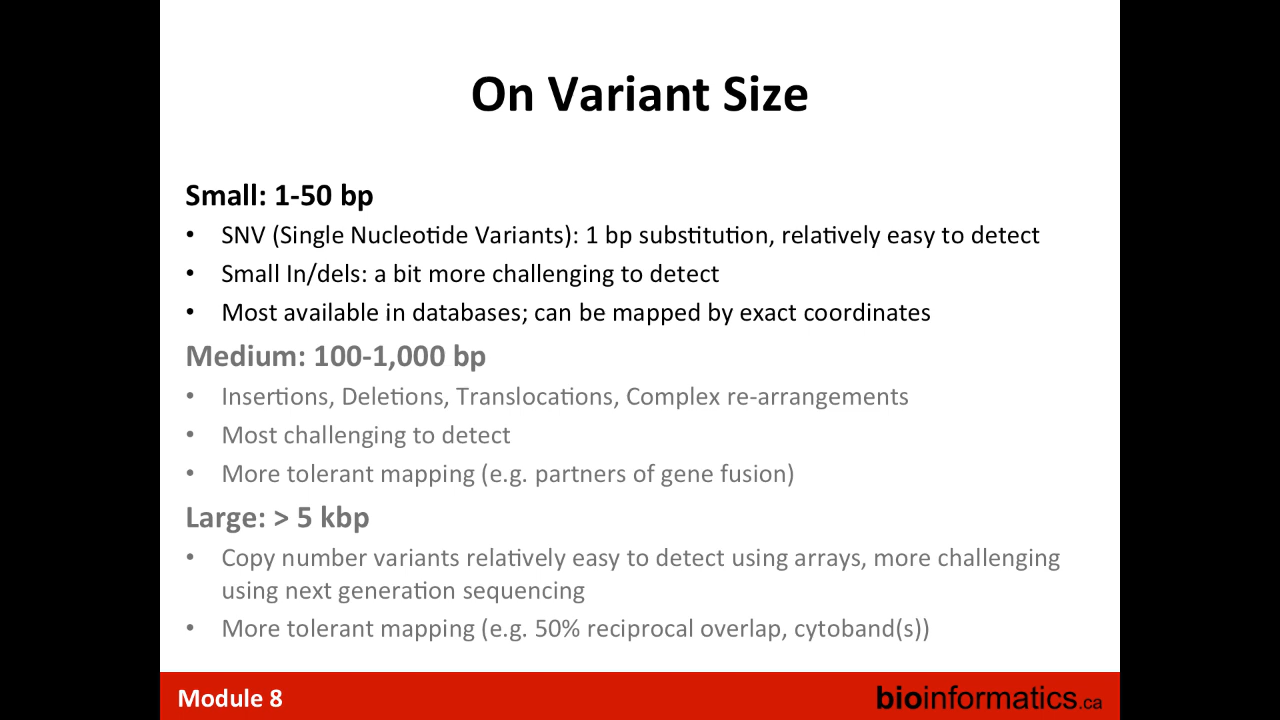 On Variant Size
Small: 1-50 bp
• SNV (Single Nucleotide Variants): 1 bp substitution, relatively easy to detect
• Small In/dels: a bit more challenging to detect
• Most available in databases; can be mapped by exact coordinates
Medium: 100-1,000 bp
• Insertions, Deletions, Translocations, Complex re-arrangements
• Most challenging to detect
• More tolerant mapping (e.g. partners of gene fusion)
Large: > 5 kbp
• Copy number variants relatively easy to detect using arrays, more challenging
using next generation sequencing
• More tolerant mapping (e.g. 50% reciprocal overlap, cytoband(s))
Module 8
bioinformatics.ca